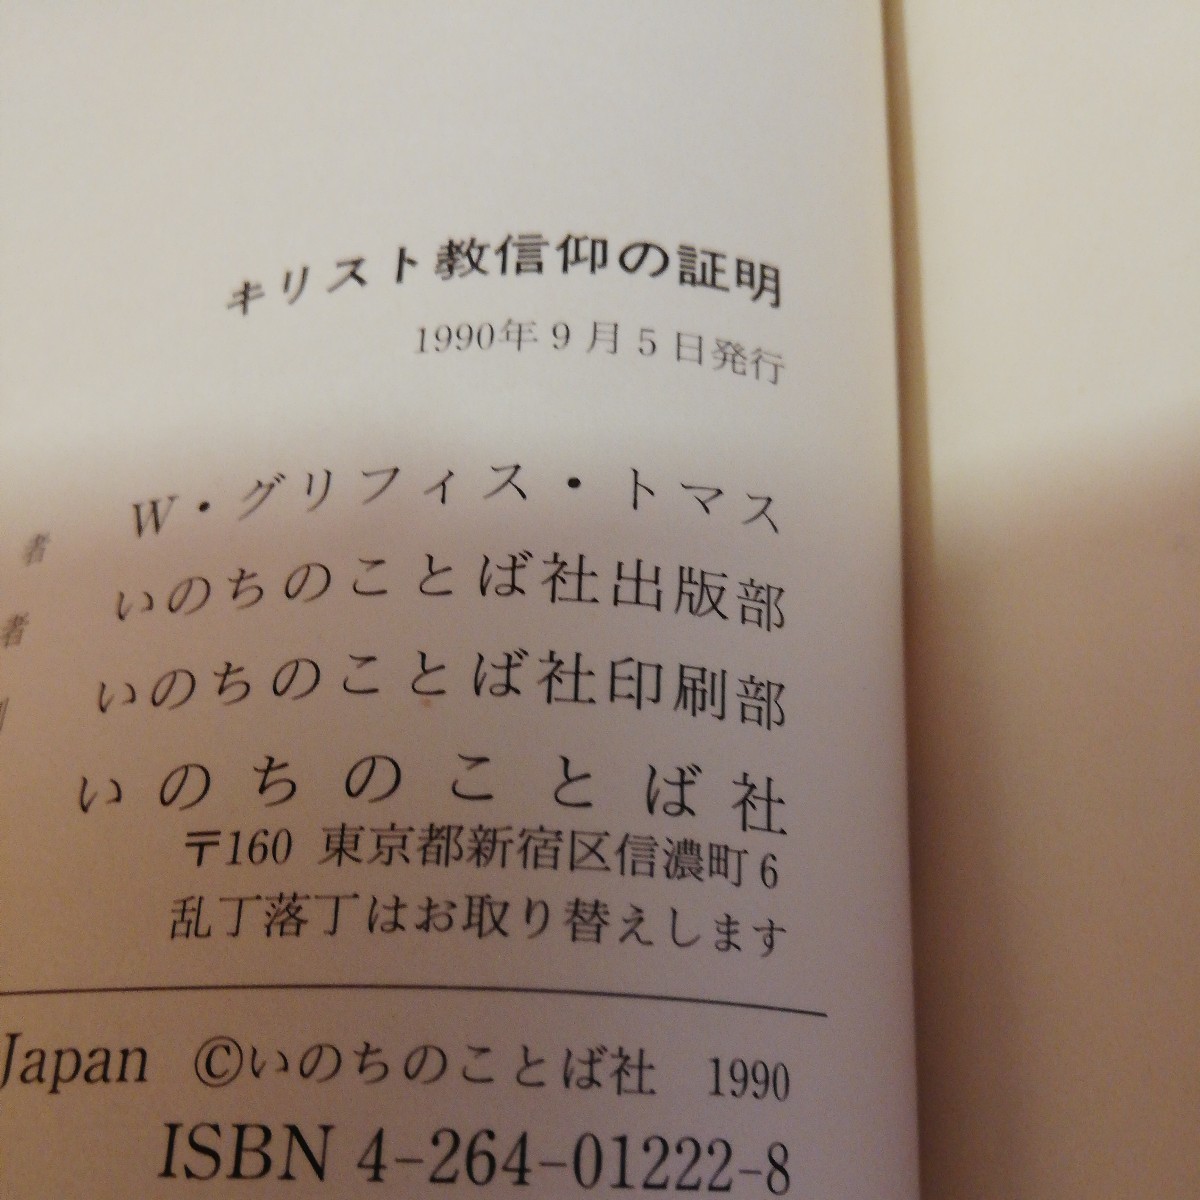 キリスト教信仰の証明
1990年9月5日発行
者 W・グリフィス・トマス
者 いのちのことば社出版部
いのちのことば社印刷部
いのちのことば社
〒160 東京都新宿区信濃町6
乱丁落丁はお取り替えします
Japan ©いのちのことば社 1990
ISBN 4-264-01222-8